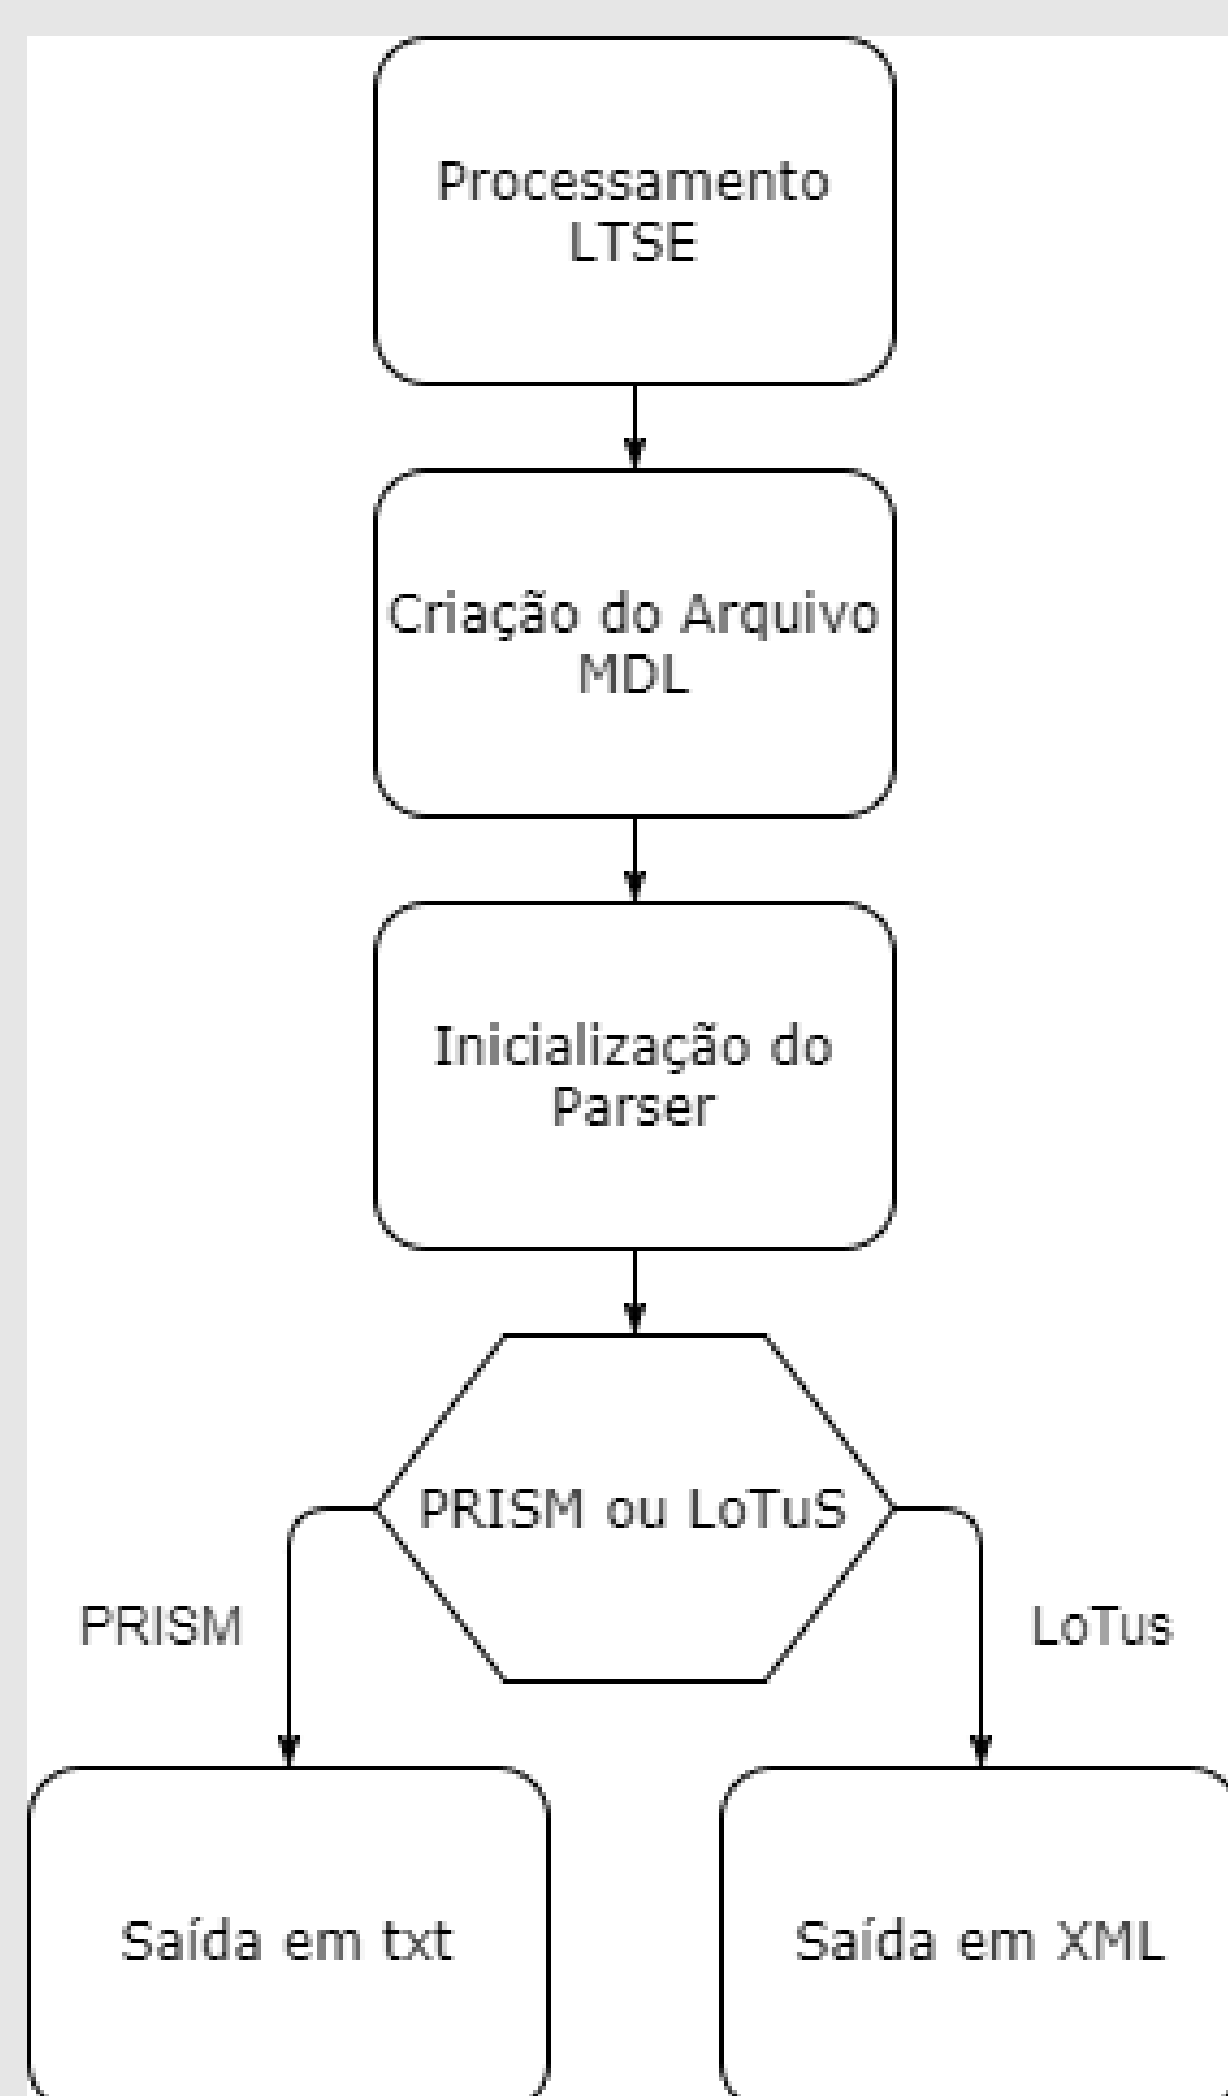 Processamento
LTSE
Criação do Arquivo
MDL
Inicialização do
Parser
PRISM ou LoTuS
PRISM
LoTus
Saída em txt
Saída em XML